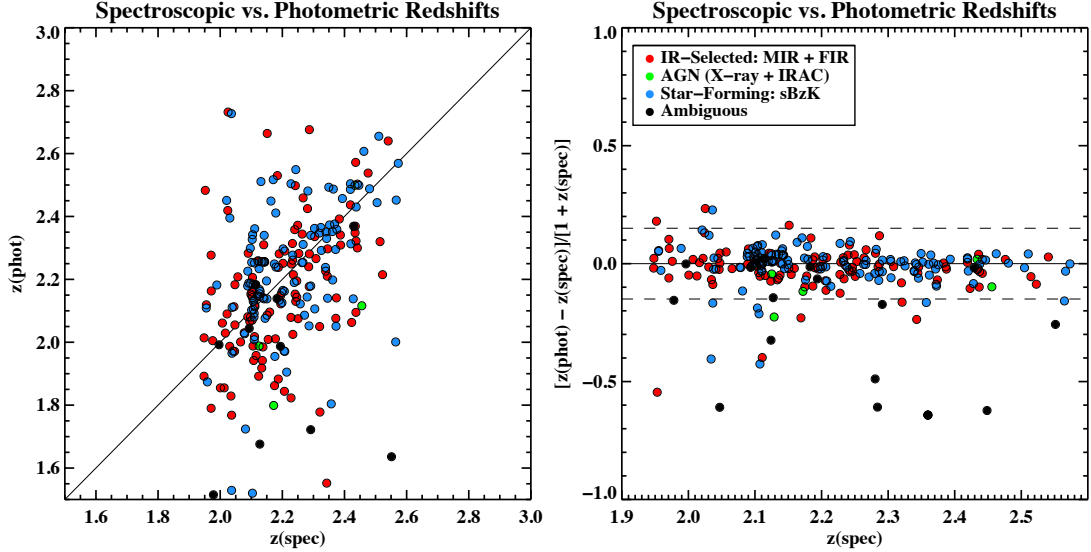 Spectroscopic vs. Photometric Redshifts
3.0
2.8
2.6
2.4
2.2
2.0
1.8
1.6
z(phot)
1.6 1.8 2.0 2.2 2.4 2.6 2.8 3.0
z(spec)
Spectroscopic vs. Photometric Redshifts
IR−Selected: MIR + FIR
AGN (X−ray + IRAC)
Star−Forming: sBzK
Ambiguous
1.0
0.5
0.0
−0.5
−1.0
[z(phot) − z(spec)]/[1 + z(spec)]
1.9 2.0 2.1 2.2 2.3 2.4 2.5
z(spec)